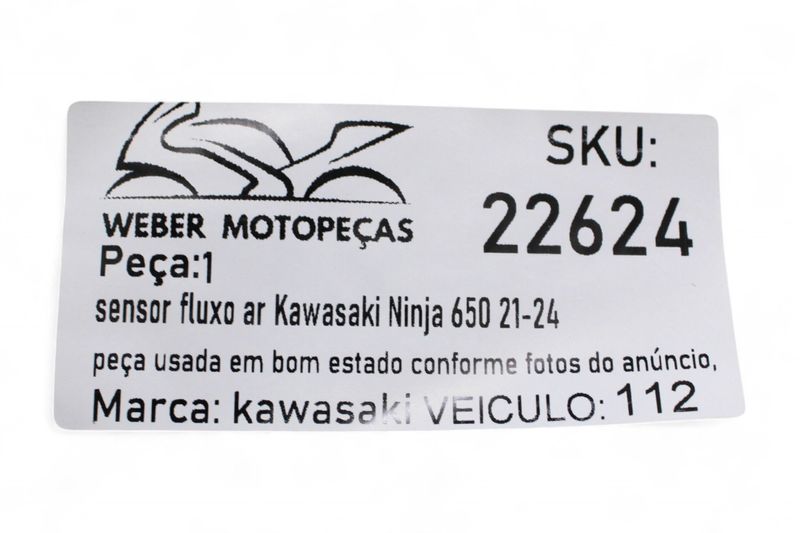 SKU:
22624
WEBER MOTOPEÇAS
Peça:1
sensor fluxo ar Kawasaki Ninja 650 21-24
peça usada em bom estado conforme fotos do anúncio,
Marca: kawasaki VEICULO: 112